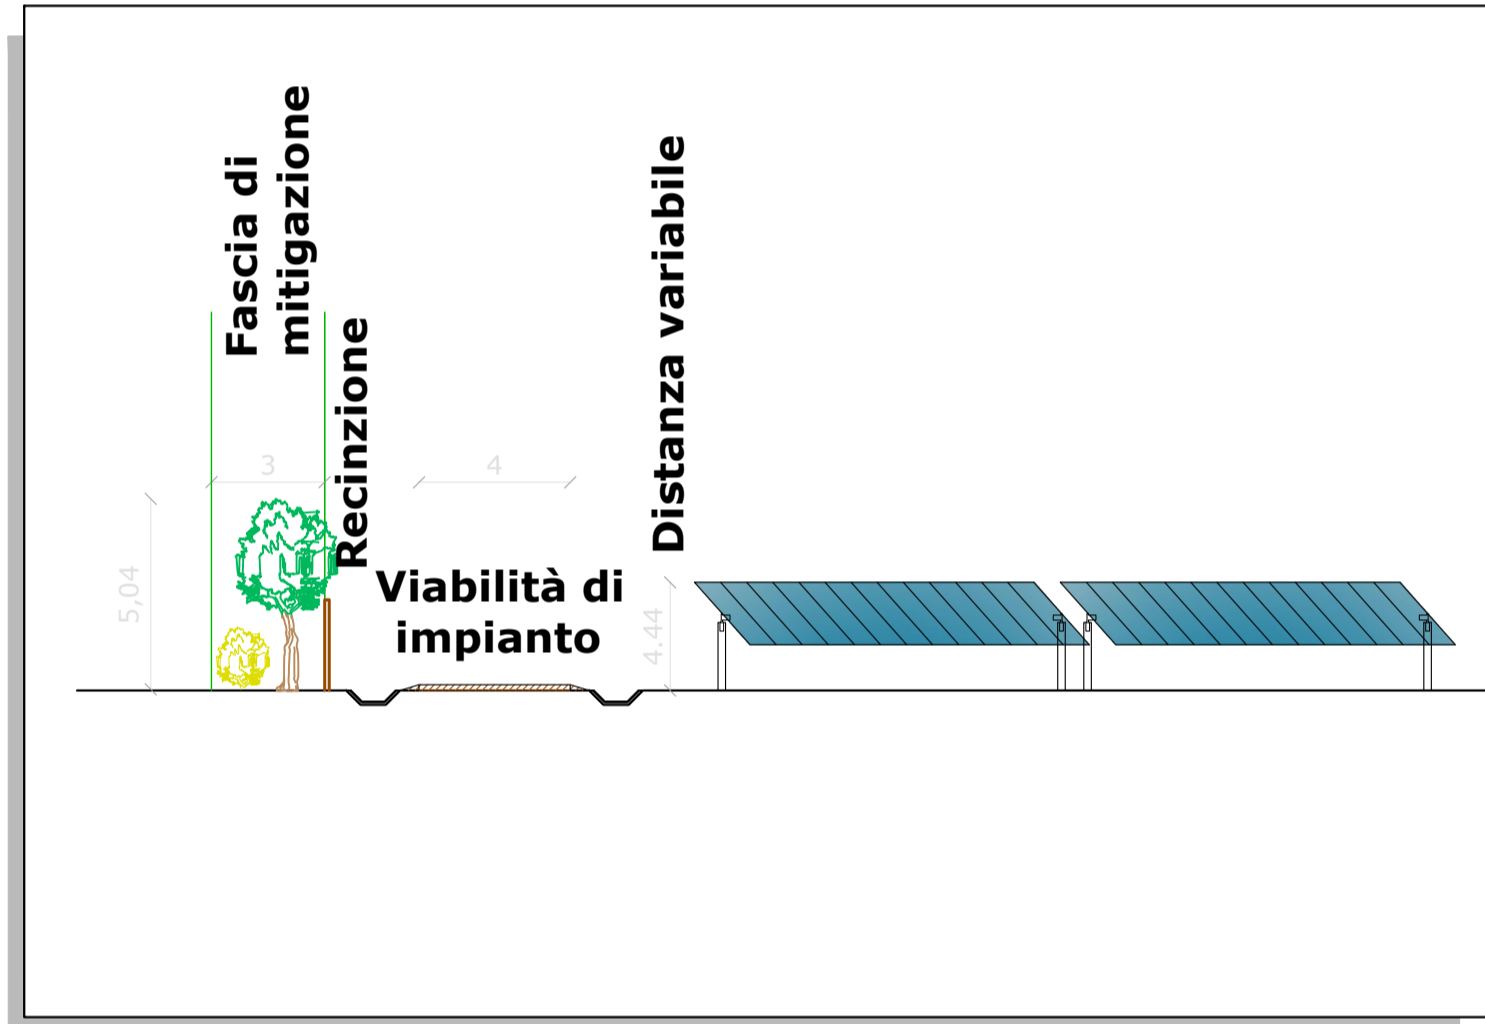 Fascia di
mitigazione
Recinzione
Distanza variabile
3
4
5,04
Viabilità di
impianto
4.44